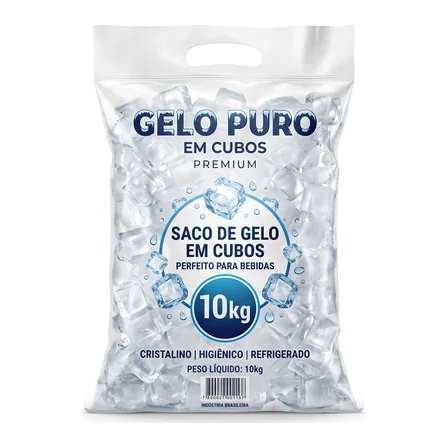 GELO PURO
EM CUBOS
PREMIUM
SACO DE GELO
EM CUBOS
PERFEITO PARA BEBIDAS
10kg
CRISTALINO | HIGIÊNICO | REFRIGERADO
PESO LÍQUIDO: 10kg
INDÚSTRIA BRASILEIRA